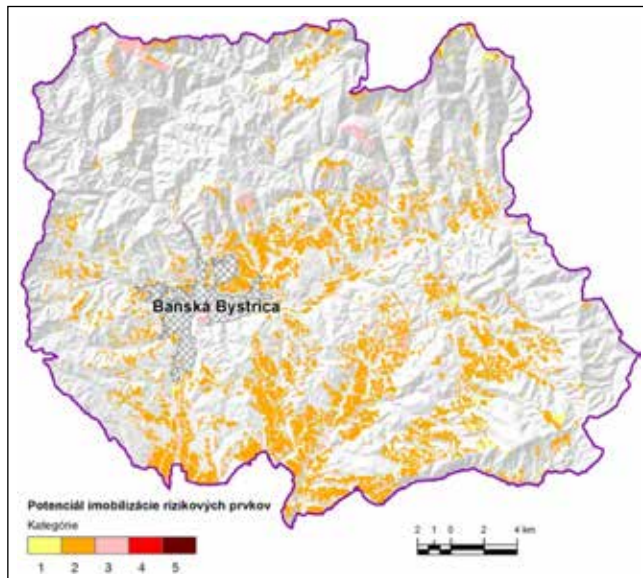 Banská Bystrica
Potenciál imobilizácie rizikových prvkov
Kategórie
1 2 3 4 5
2 1 0 2 4 km